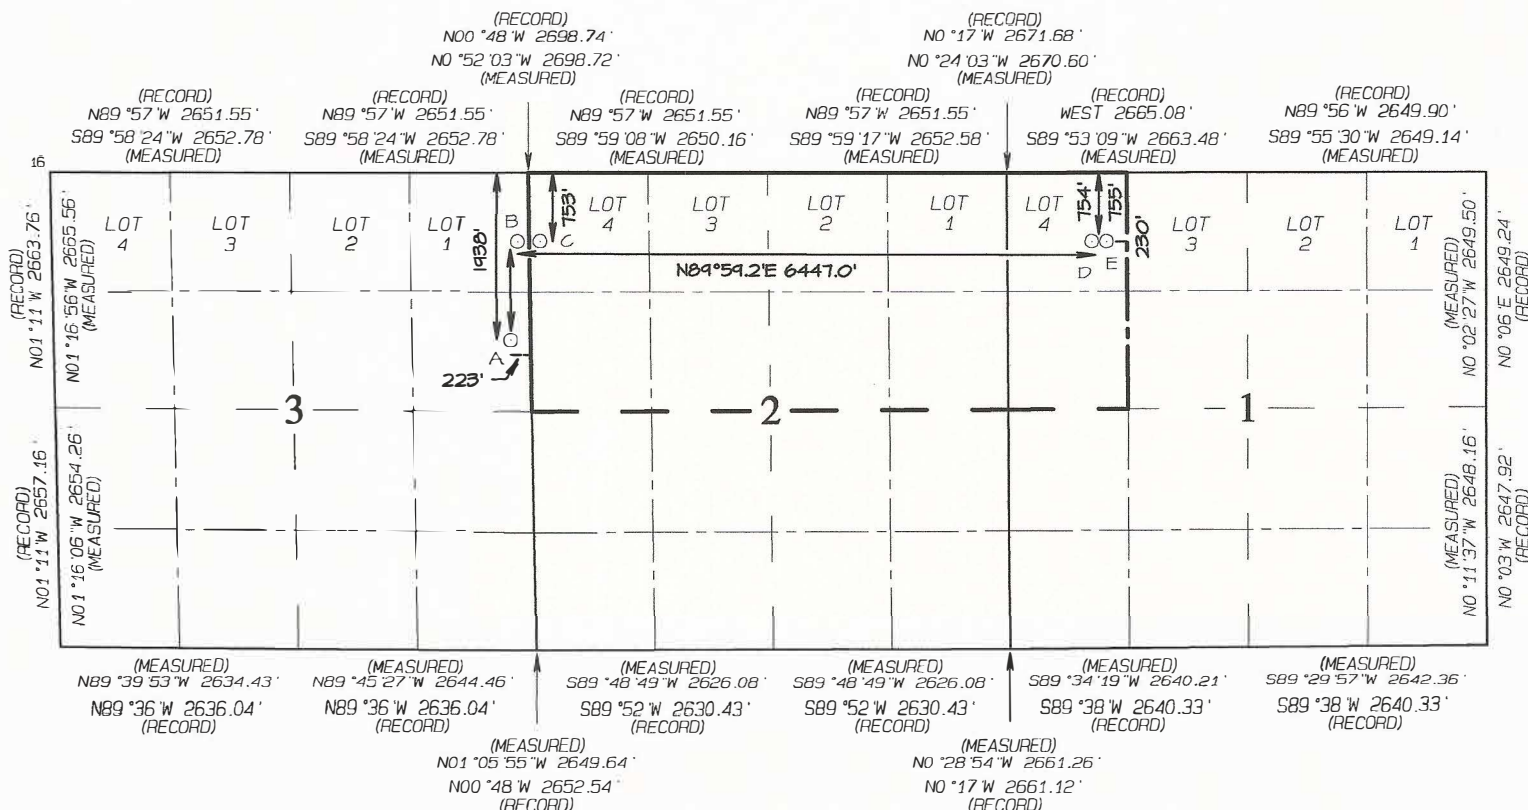 (RECORD)
N00°48'W 2698.74'
N0°52'03"W 2698.72'
(MEASURED)
(RECORD)
N0°17'W 2671.68'
N0°24'03"W 2670.60'
(MEASURED)
(RECORD)
N89°57'W 2651.55'
S89°58'24"W 2652.78'
(MEASURED)
(RECORD)
N89°57'W 2651.55'
S89°58'24"W 2652.78'
(MEASURED)
(RECORD)
N89°57'W 2651.55'
S89°59'08"W 2650.16'
(MEASURED)
(RECORD)
N89°57'W 2651.55'
S89°59'17"W 2652.58'
(MEASURED)
(RECORD)
WEST 2665.08'
S89°53'09"W 2663.48'
(MEASURED)
(RECORD)
N89°56'W 2649.90'
S89°55'30"W 2649.14'
(MEASURED)
16
(RECORD)
N01°11'W 2663.76'
N01°16'56"W 2665.56'
(MEASURED)
LOT
4
LOT
3
LOT
2
LOT
1
1938'
B
C
753'
LOT
4
LOT
3
LOT
2
LOT
1
LOT
4
754'
755'
230'
D
E
LOT
3
LOT
2
LOT
1
(MEASURED)
N0°02'27"W 2649.50'
N0°06'E 2649.24'
(RECORD)
N89°59.2'E 6447.0'
A
223'
3
2
1
(RECORD)
N01°11'W 2657.16'
N01°16'06"W 2654.26'
(MEASURED)
(MEASURED)
N0°11'37"W 2648.16'
N0°03'W 2647.92'
(RECORD)
(MEASURED)
N89°39'53"W 2634.43'
N89°36'W 2636.04'
(RECORD)
(MEASURED)
N89°45'27"W 2644.46'
N89°36'W 2636.04'
(RECORD)
(MEASURED)
S89°48'49"W 2626.08'
S89°52'W 2630.43'
(RECORD)
(MEASURED)
S89°48'49"W 2626.08'
S89°52'W 2630.43'
(RECORD)
(MEASURED)
S89°34'19"W 2640.21'
S89°38'W 2640.33'
(RECORD)
(MEASURED)
S89°29'57"W 2642.36'
S89°38'W 2640.33'
(RECORD)
(MEASURED)
N01°05'55"W 2649.64'
N00°48'W 2652.54'
(RECORD)
(MEASURED)
N0°28'54"W 2661.26'
N0°17'W 2661.12'
(RECORD)